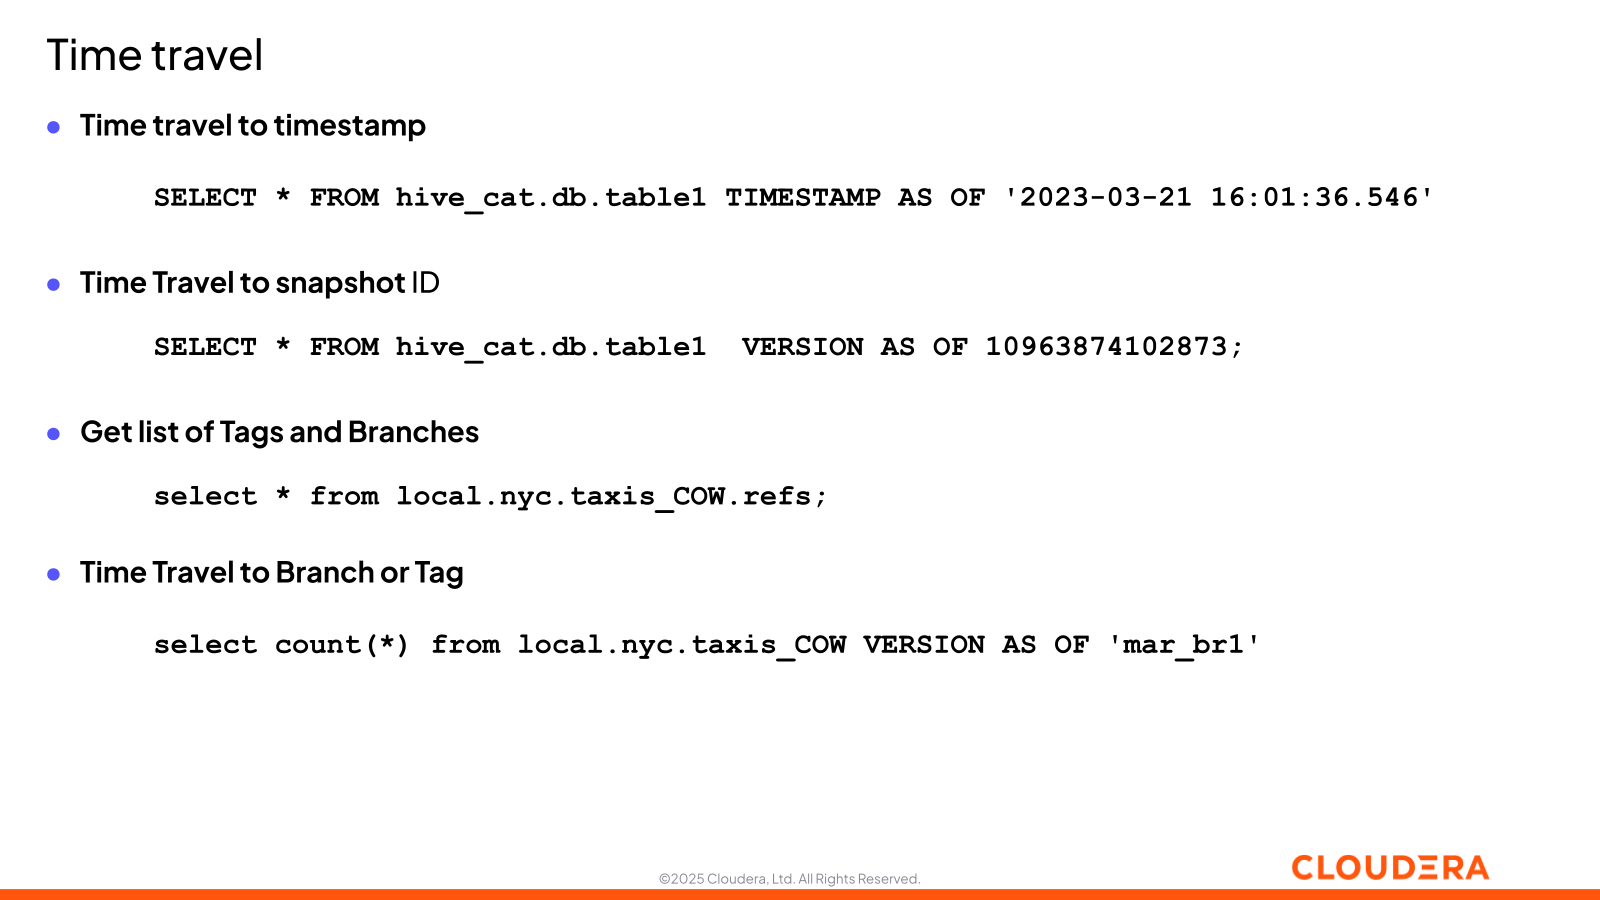 Time travel
● Time travel to timestamp
SELECT * FROM hive_cat.db.table1 TIMESTAMP AS OF '2023-03-21 16:01:36.546'
● Time Travel to snapshot ID
SELECT * FROM hive_cat.db.table1  VERSION AS OF 10963874102873;
● Get list of Tags and Branches
select * from local.nyc.taxis_COW.refs;
● Time Travel to Branch or Tag
select count(*) from local.nyc.taxis_COW VERSION AS OF 'mar_br1'
©2025 Cloudera, Ltd. All Rights Reserved.
CLOUDERA